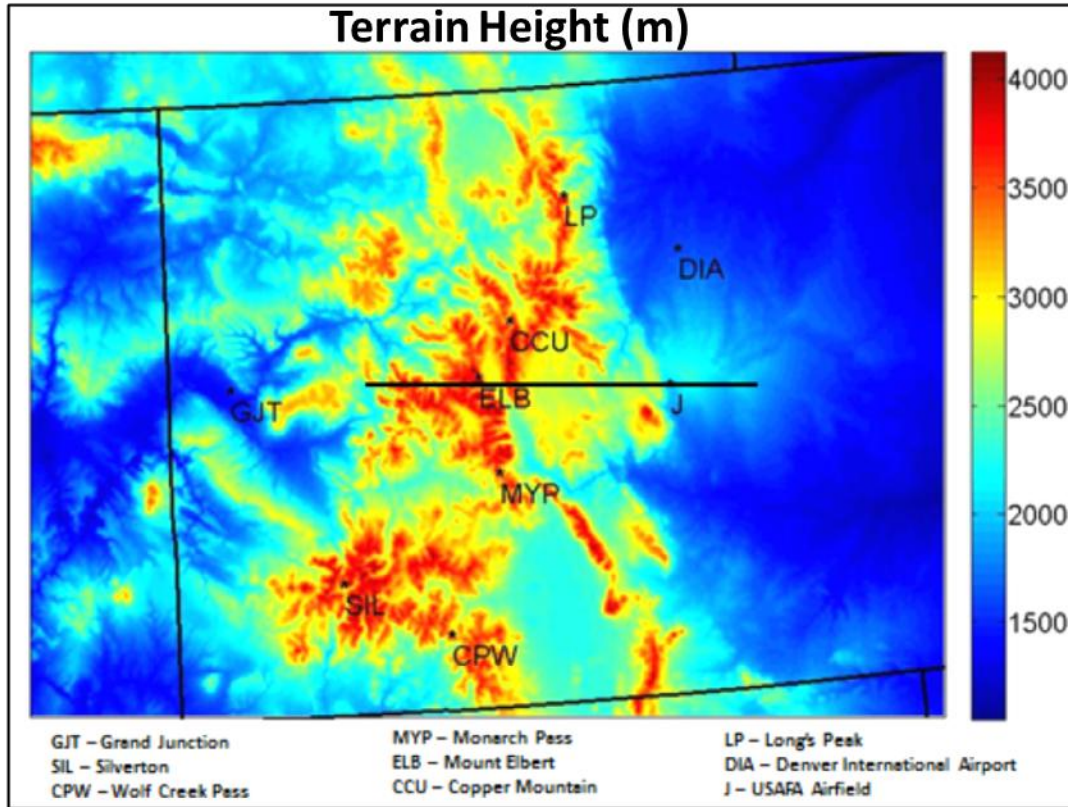 Terrain Height (m)
4000
3500
3000
2500
2000
1500
LP
DIA
CCU
ELB
J
GJT
MYP
SIL
CPW
GJT – Grand Junction
SIL – Silverton
CPW – Wolf Creek Pass
MYP – Monarch Pass
ELB – Mount Elbert
CCU – Copper Mountain
LP – Long's Peak
DIA – Denver International Airport
J – USAFA Airfield